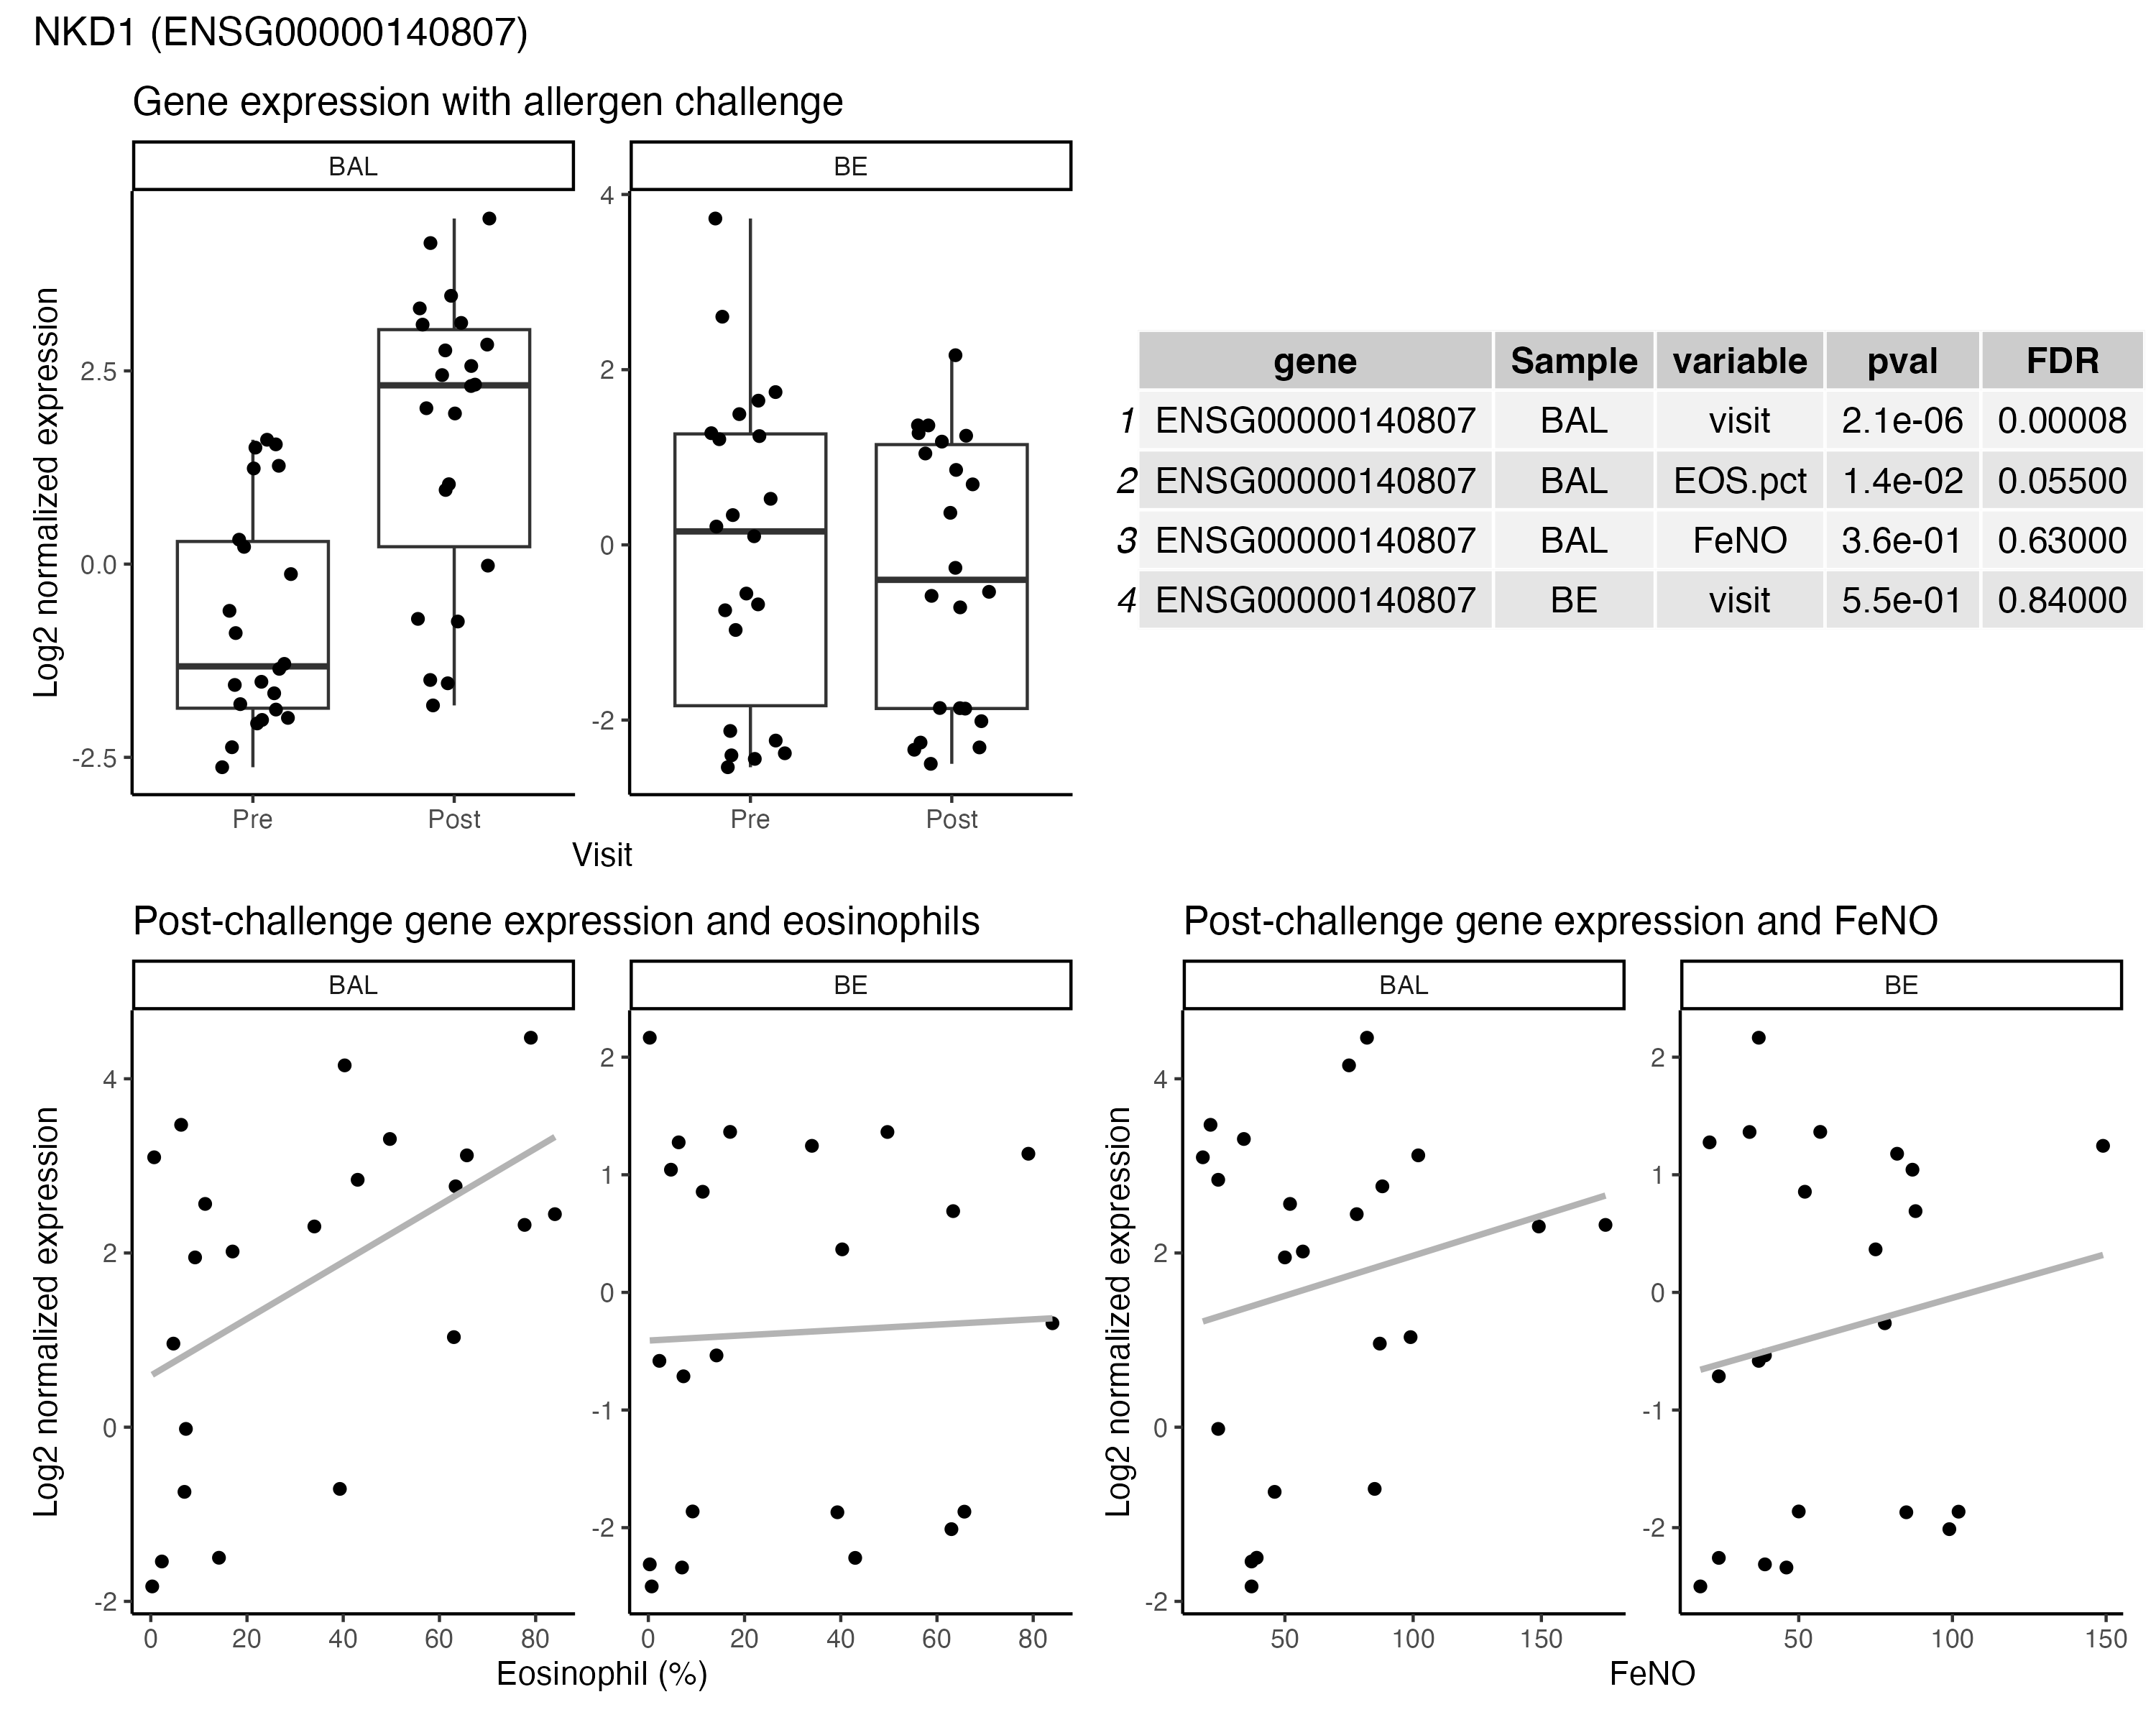 NKD1 (ENSG00000140807)
Gene expression with allergen challenge
BAL
BE
Log2 normalized expression
2.5
0.0
-2.5
4
2
0
-2
Pre
Post
Pre
Post
Visit
gene Sample variable pval FDR
1 ENSG00000140807 BAL visit 2.1e-06 0.00008
2 ENSG00000140807 BAL EOS.pct 1.4e-02 0.05500
3 ENSG00000140807 BAL FeNO 3.6e-01 0.63000
4 ENSG00000140807 BE visit 5.5e-01 0.84000
Post-challenge gene expression and eosinophils
BAL
BE
Log2 normalized expression
4
2
0
-2
2
1
0
-1
-2
0 20 40 60 80
0 20 40 60 80
Eosinophil (%)
Post-challenge gene expression and FeNO
BAL
BE
Log2 normalized expression
4
2
0
-2
2
1
0
-1
-2
50 100 150
50 100 150
FeNO